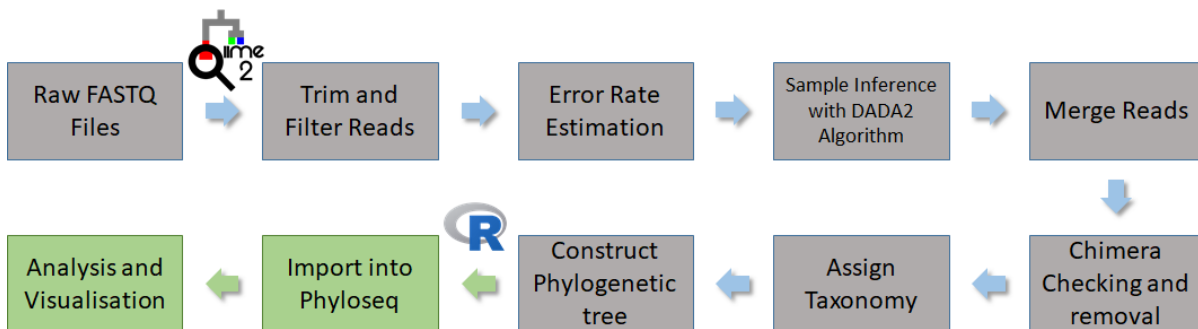 Qiime
2
Raw FASTQ
Files
Trim and
Filter Reads
Error Rate
Estimation
Sample Inference
with DADA2
Algorithm
Merge Reads
Chimera
Checking and
removal
Assign
Taxonomy
Construct
Phylogenetic
tree
R
Import into
Phyloseq
Analysis and
Visualisation